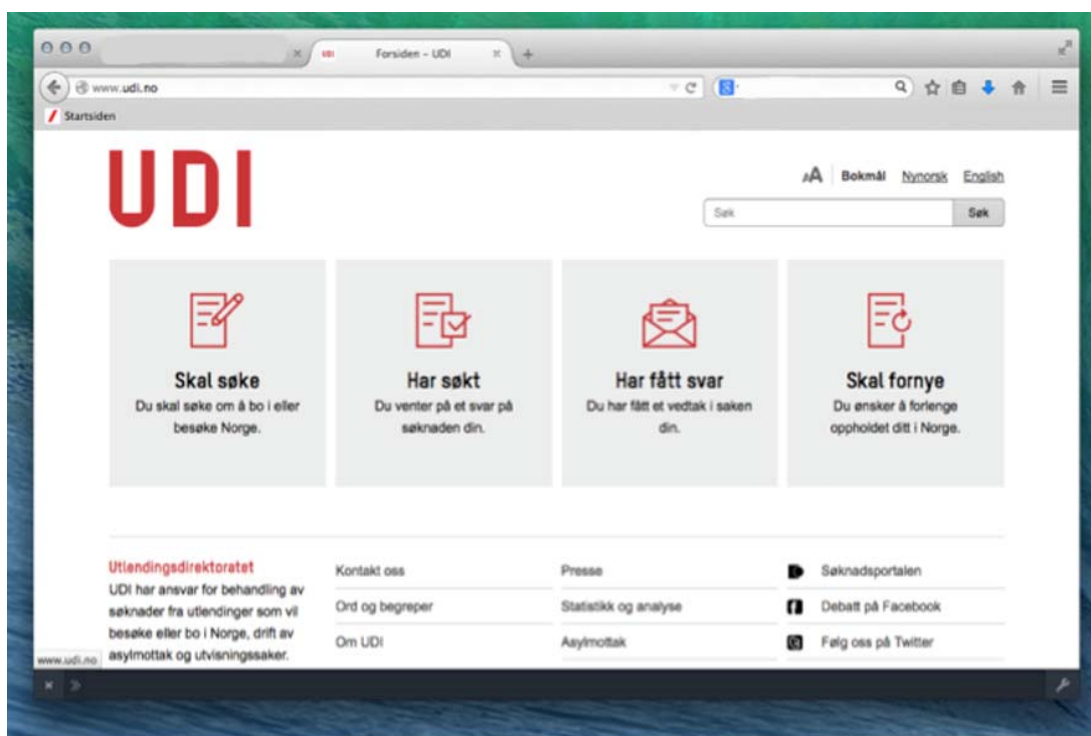 UDI Forsiden – UDI
www.udi.no
Startsiden
UDI
AA Bokmål Nynorsk English
Søk Søk
Skal søke
Du skal søke om å bo i eller
besøke Norge.
Har søkt
Du venter på et svar på
søknaden din.
Har fått svar
Du har fått et vedtak i saken
din.
Skal fornye
Du ønsker å forlenge
oppholdet ditt i Norge.
Utlendingsdirektoratet
UDI har ansvar for behandling av
søknader fra utlendinger som vil
besøke eller bo i Norge, drift av
asylmottak og utvisningssaker.
Kontakt oss
Ord og begreper
Om UDI
Presse
Statistikk og analyse
Asylmottak
Søknadsportalen
Debatt på Facebook
Følg oss på Twitter
www.udi.no